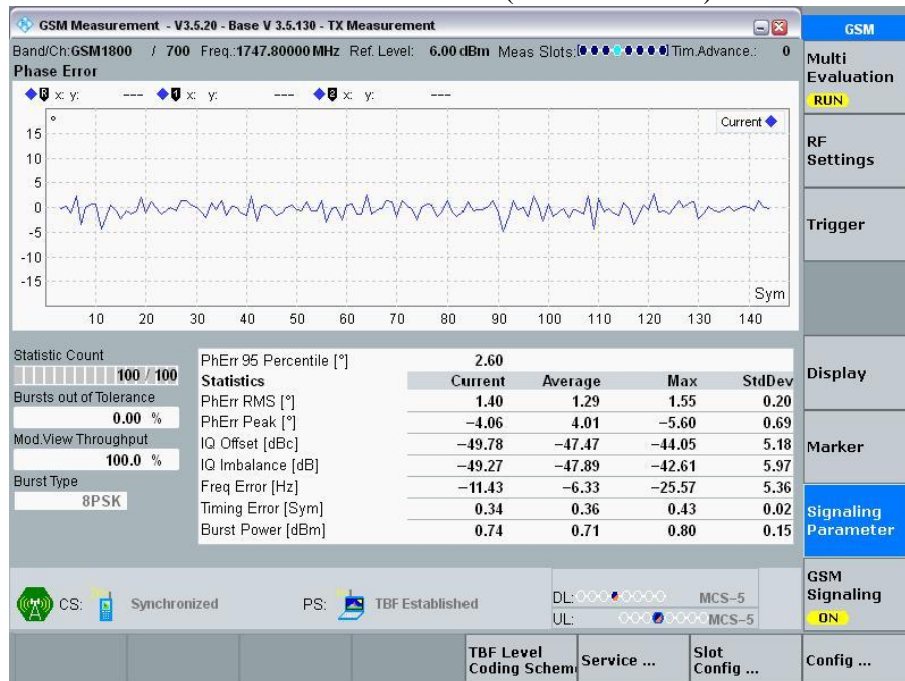 GSM Measurement - V3.5.20 - Base V 3.5.130 - TX Measurement
GSM
Band/Ch:GSM1800 / 700 Freq.:1747.80000 MHz Ref. Level: 6.00 dBm Meas Slots: Tim.Advance.: 0
Phase Error
Multi Evaluation
RUN
R x: y: --- 1 x: y: --- 2 x: y: ---
°
Current
15
10
5
0
-5
-10
-15
Sym
10 20 30 40 50 60 70 80 90 100 110 120 130 140
RF Settings
Trigger
Statistic Count
100 / 100
Bursts out of Tolerance
0.00 %
Mod.View Throughput
100.0 %
Burst Type
8PSK
PhErr 95 Percentile [°] 2.60
Statistics Current Average Max StdDev
PhErr RMS [°] 1.40 1.29 1.55 0.20
PhErr Peak [°] −4.06 4.01 −5.60 0.69
IQ Offset [dBc] −49.78 −47.47 −44.05 5.18
IQ Imbalance [dB] −49.27 −47.89 −42.61 5.97
Freq Error [Hz] −11.43 −6.33 −25.57 5.36
Timing Error [Sym] 0.34 0.36 0.43 0.02
Burst Power [dBm] 0.74 0.71 0.80 0.15
Display
Marker
Signaling Parameter
GSM Signaling
ON
CS: Synchronized PS: TBF Established
DL: MCS−5
UL: MCS−5
TBF Level Coding Schem
Service ...
Slot Config ...
Config ...